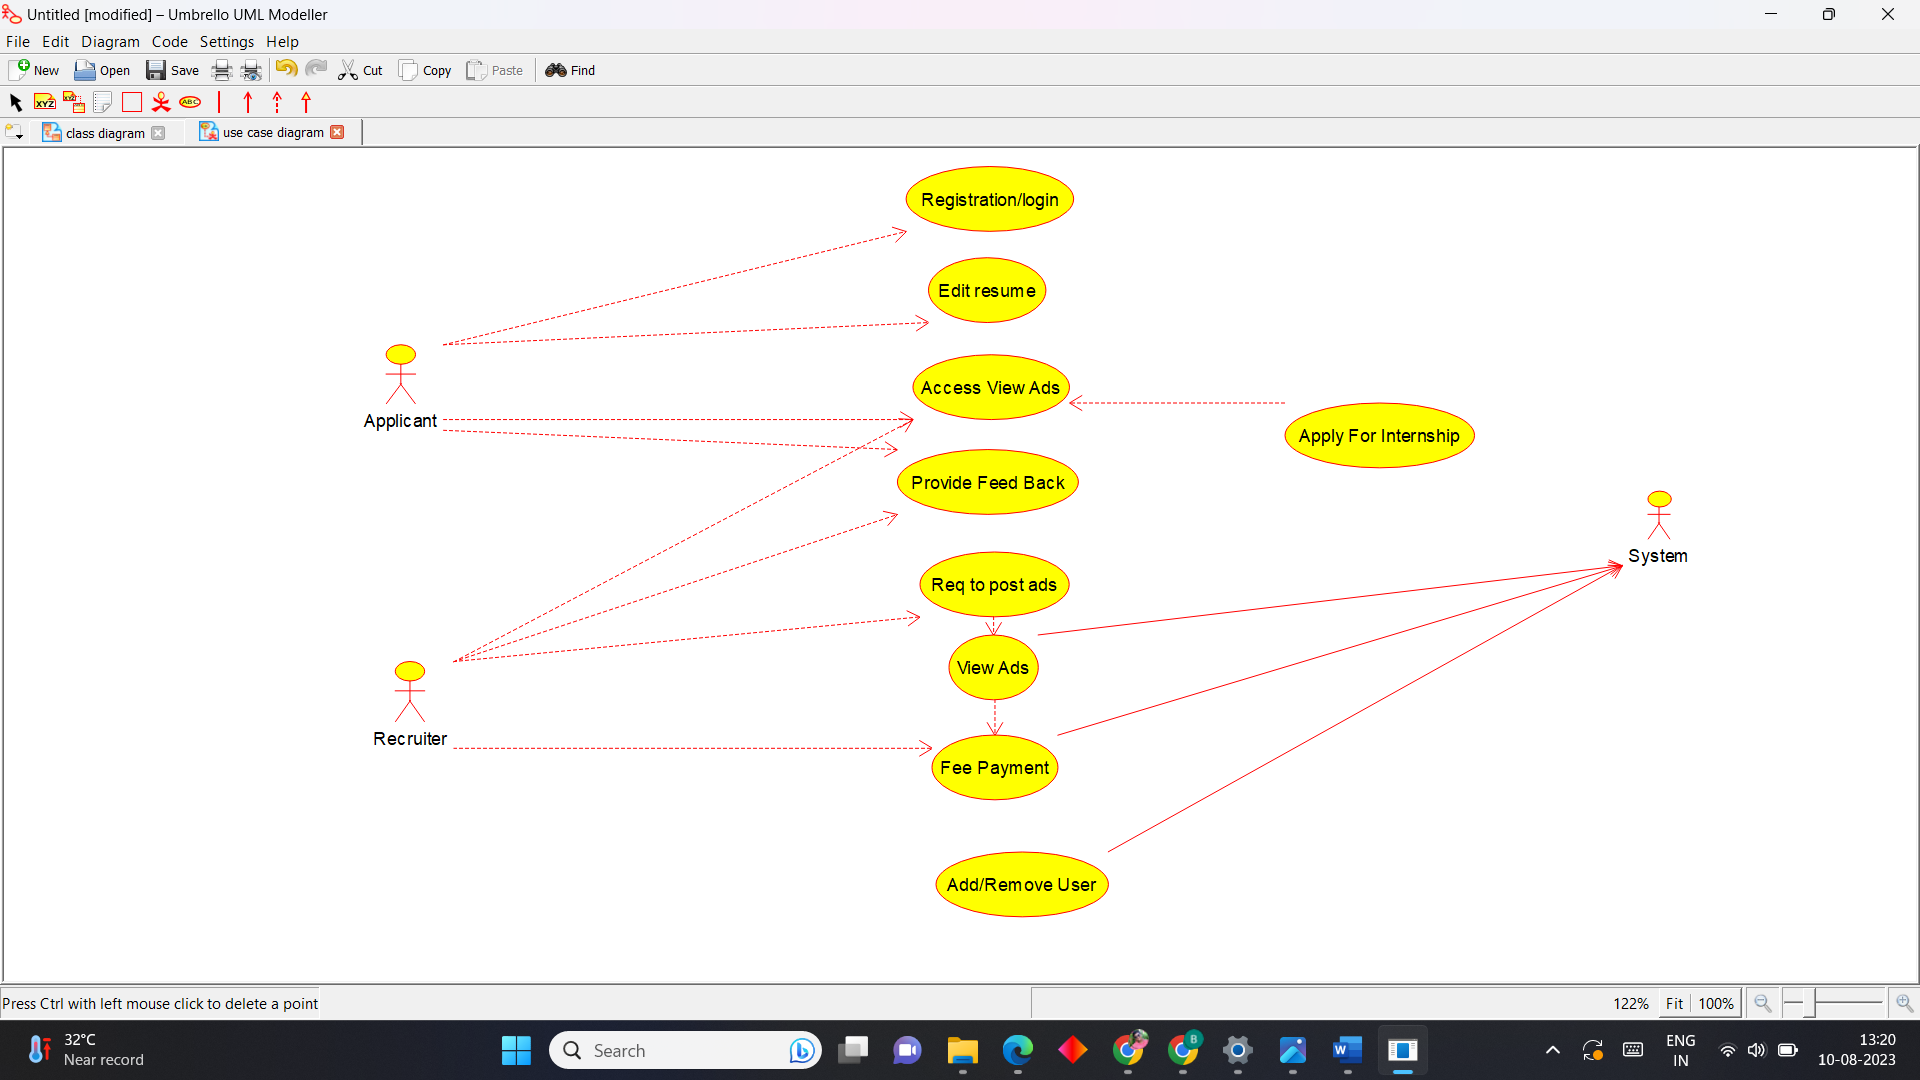 Untitled [modified] – Umbrello UML Modeller
File Edit Diagram Code Settings Help
New Open Save Cut Copy Paste Find
XYZ XYZ ABC
class diagram use case diagram
Registration/login
Edit resume
Access View Ads
Applicant
Apply For Internship
Provide Feed Back
System
Req to post ads
View Ads
Recruiter
Fee Payment
Add/Remove User
Press Ctrl with left mouse click to delete a point
122% Fit 100%
32°C
Near record
Search
B
W
ENG
IN
13:20
10-08-2023